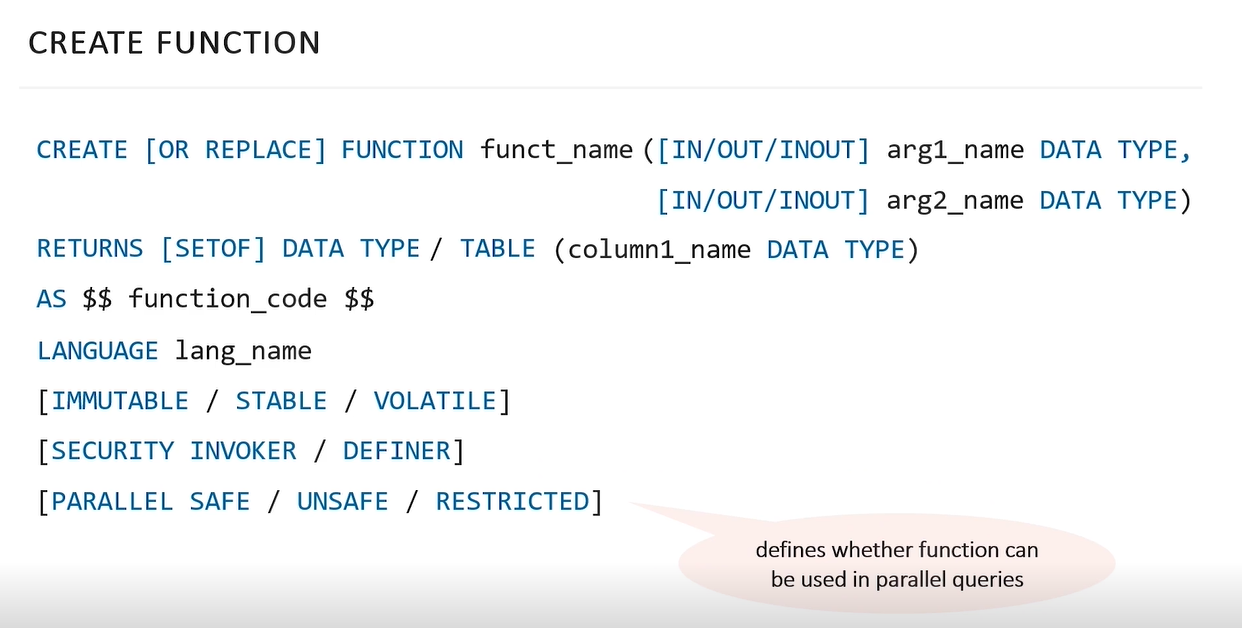 CREATE FUNCTION
CREATE [OR REPLACE] FUNCTION funct_name ([IN/OUT/INOUT] arg1_name DATA TYPE,
[IN/OUT/INOUT] arg2_name DATA TYPE)
RETURNS [SETOF] DATA TYPE / TABLE (column1_name DATA TYPE)
AS $$ function_code $$
LANGUAGE lang_name
[IMMUTABLE / STABLE / VOLATILE]
[SECURITY INVOKER / DEFINER]
[PARALLEL SAFE / UNSAFE / RESTRICTED]
defines whether function can
be used in parallel queries